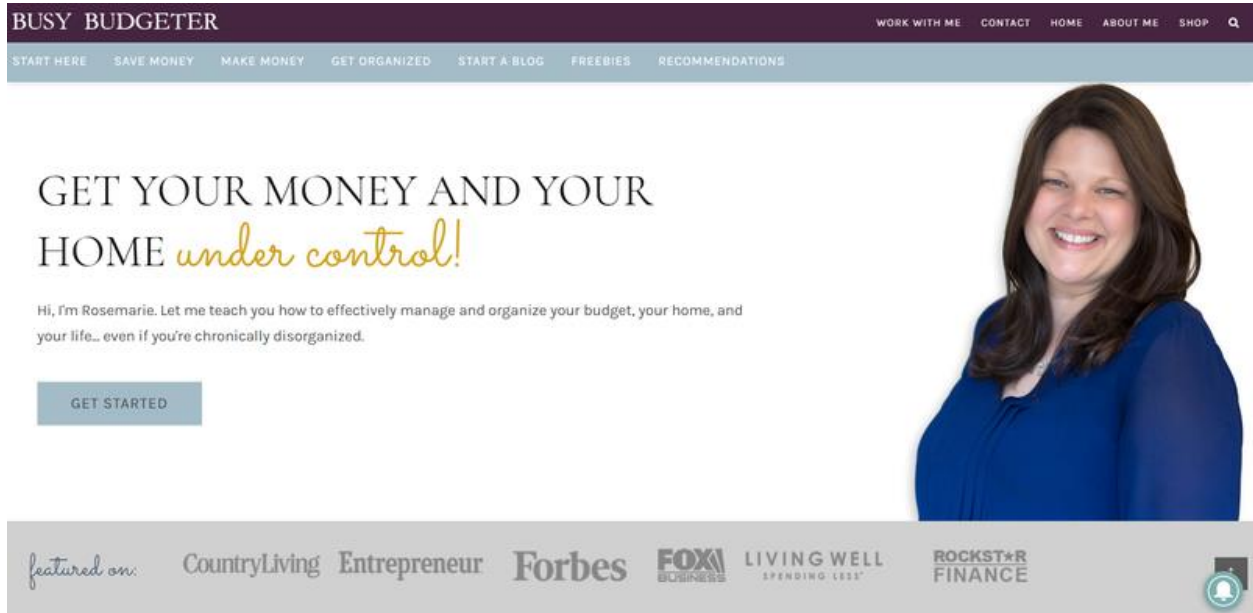 BUSY BUDGETER
WORK WITH ME CONTACT HOME ABOUT ME SHOP
START HERE SAVE MONEY MAKE MONEY GET ORGANIZED START A BLOG FREEBIES RECOMMENDATIONS
GET YOUR MONEY AND YOUR
HOME under control!
Hi, I'm Rosemarie. Let me teach you how to effectively manage and organize your budget, your home, and
your life... even if you're chronically disorganized.
GET STARTED
featured on: CountryLiving Entrepreneur Forbes FOX BUSINESS LIVING WELL SPENDING LESS® ROCKST★R FINANCE